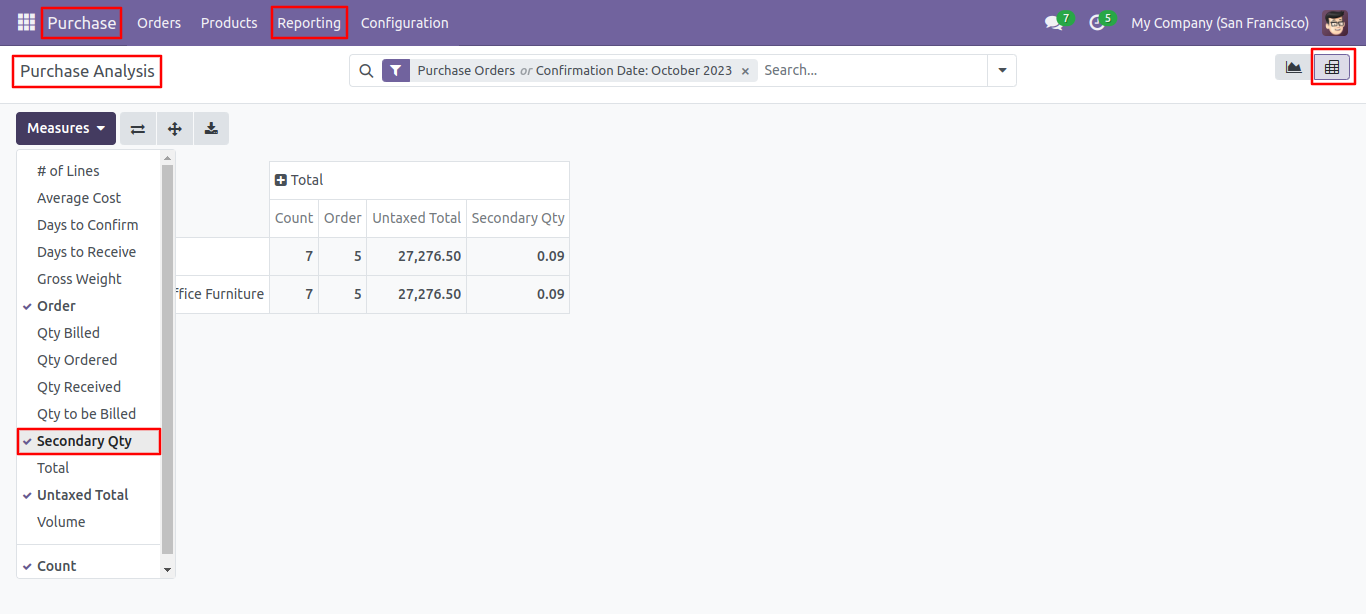 Purchase Orders Products Reporting Configuration 7 5 My Company (San Francisco)
Purchase Analysis
Purchase Orders or Confirmation Date: October 2023 × Search...
Measures
# of Lines
Average Cost
Days to Confirm
Days to Receive
Gross Weight
Order
Qty Billed
Qty Ordered
Qty Received
Qty to be Billed
Secondary Qty
Total
Untaxed Total
Volume
Count
Total
Count Order Untaxed Total Secondary Qty
7 5 27,276.50 0.09
Furniture 7 5 27,276.50 0.09